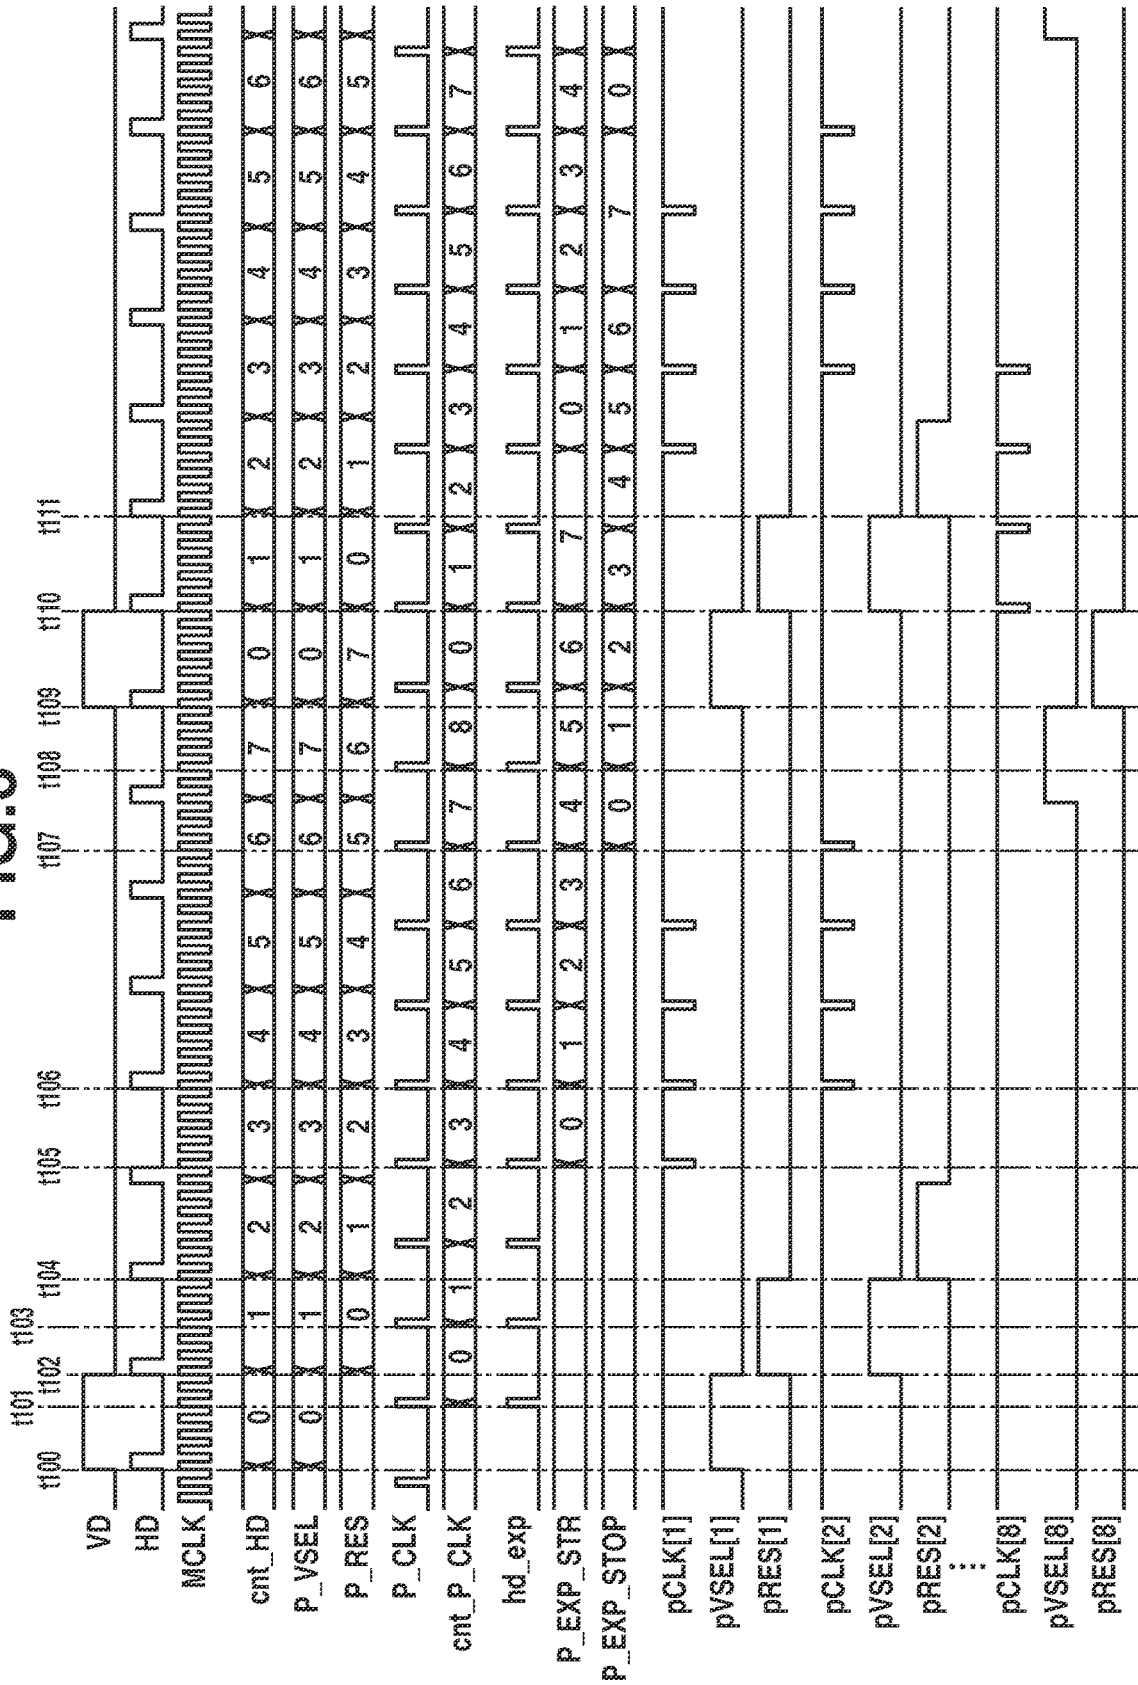 t100 t101 t102 t103 t104 t105 t106 t107 t108 t109 t110 t111
VD
HD
MCLK
cnt_HD 0 1 2 3 4 5 6 7 0 1 2 3 4 5 6
P_VSEL 0 1 2 3 4 5 6 7 0 1 2 3 4 5 6
P_RES 0 1 2 3 4 5 6 7 0 1 2 3 4 5
P_CLK
cnt_P_CLK 0 1 2 3 4 5 6 7 8 0 1 2 3 4 5 6 7
hd_exp
P_EXP_STR 0 1 2 3 4 5 6 7 0 1 2 3 4
P_EXP_STOP 0 1 2 3 4 5 6 7 0
pCLK[1]
pVSEL[1]
pRES[1]
pCLK[2]
pVSEL[2]
pRES[2]
pCLK[8]
pVSEL[8]
pRES[8]